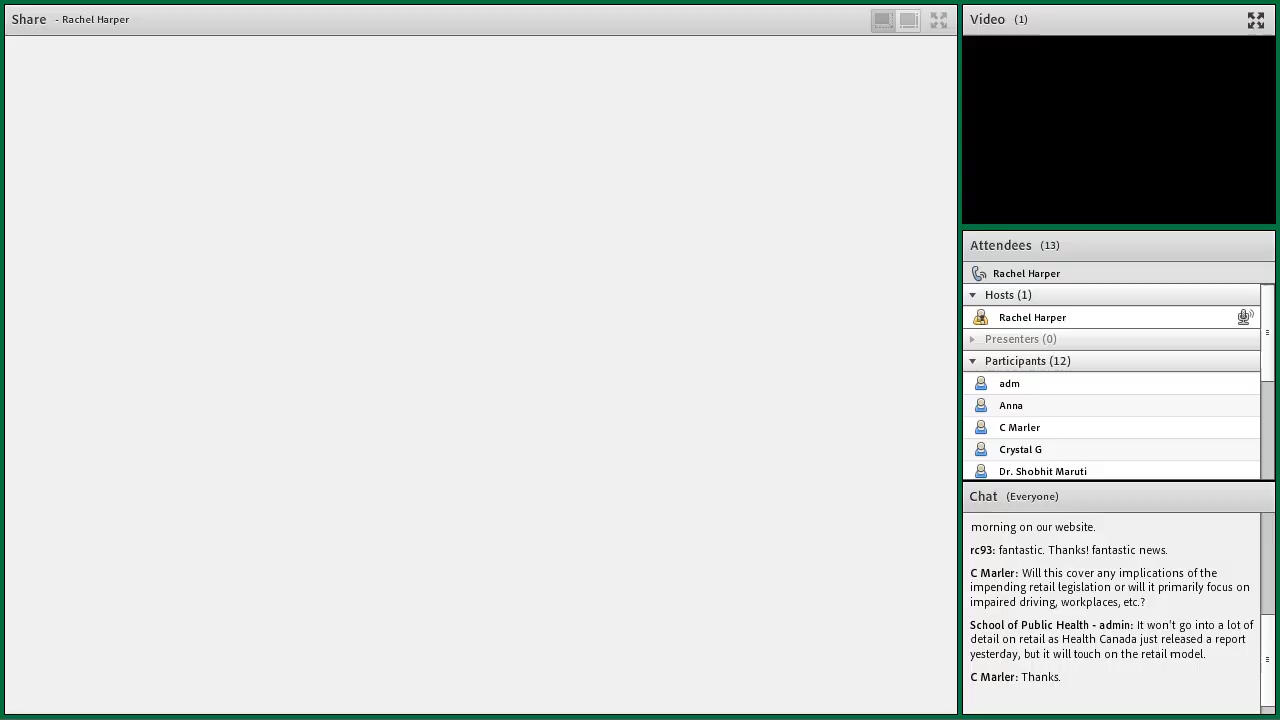 Share - Rachel Harper
Video (1)
Attendees (13)
Rachel Harper
Hosts (1)
Rachel Harper
Presenters (0)
Participants (12)
adm
Anna
C Marler
Crystal G
Dr. Shobhit Maruti
Chat (Everyone)
morning on our website.
rc93: fantastic. Thanks! fantastic news.
C Marler: Will this cover any implications of the
impending retail legislation or will it primarily focus on
impaired driving, workplaces, etc.?
School of Public Health - admin: It won't go into a lot of
detail on retail as Health Canada just released a report
yesterday, but it will touch on the retail model.
C Marler: Thanks.